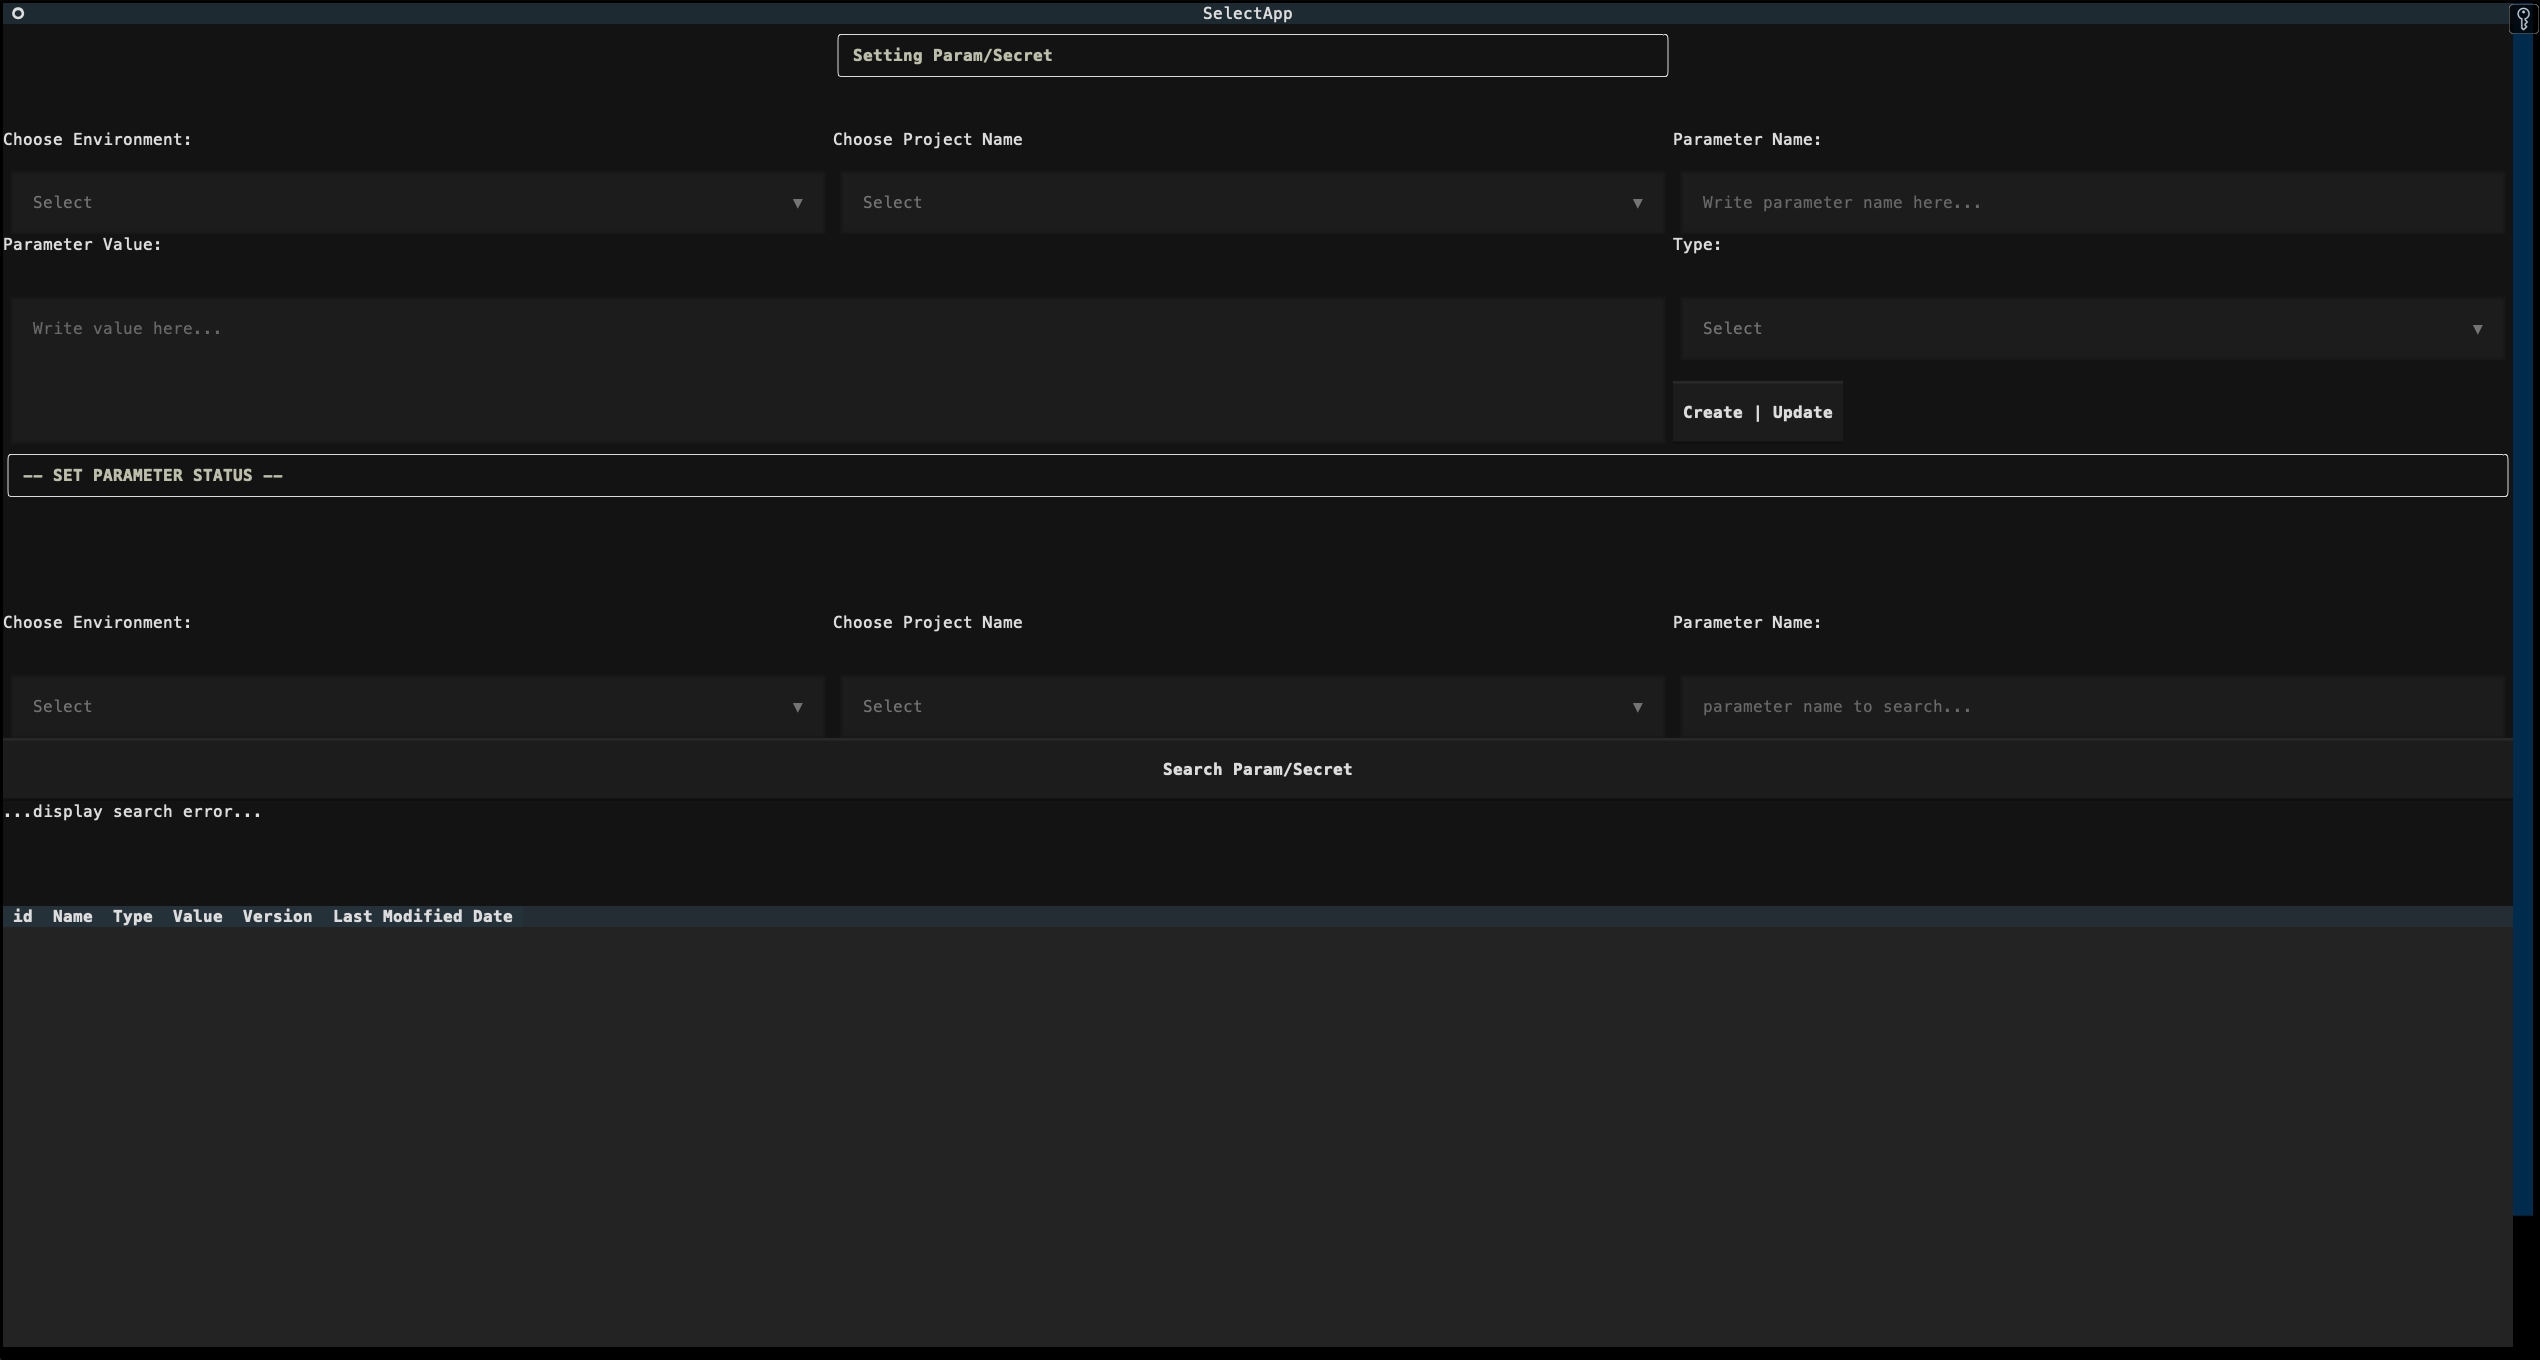 SelectApp
Setting Param/Secret
Choose Environment: Choose Project Name Parameter Name:
Select ▼ Select ▼ Write parameter name here...
Parameter Value: Type:
Write value here... Select ▼
Create | Update
-- SET PARAMETER STATUS --
Choose Environment: Choose Project Name Parameter Name:
Select ▼ Select ▼ parameter name to search...
Search Param/Secret
...display search error...
id Name Type Value Version Last Modified Date